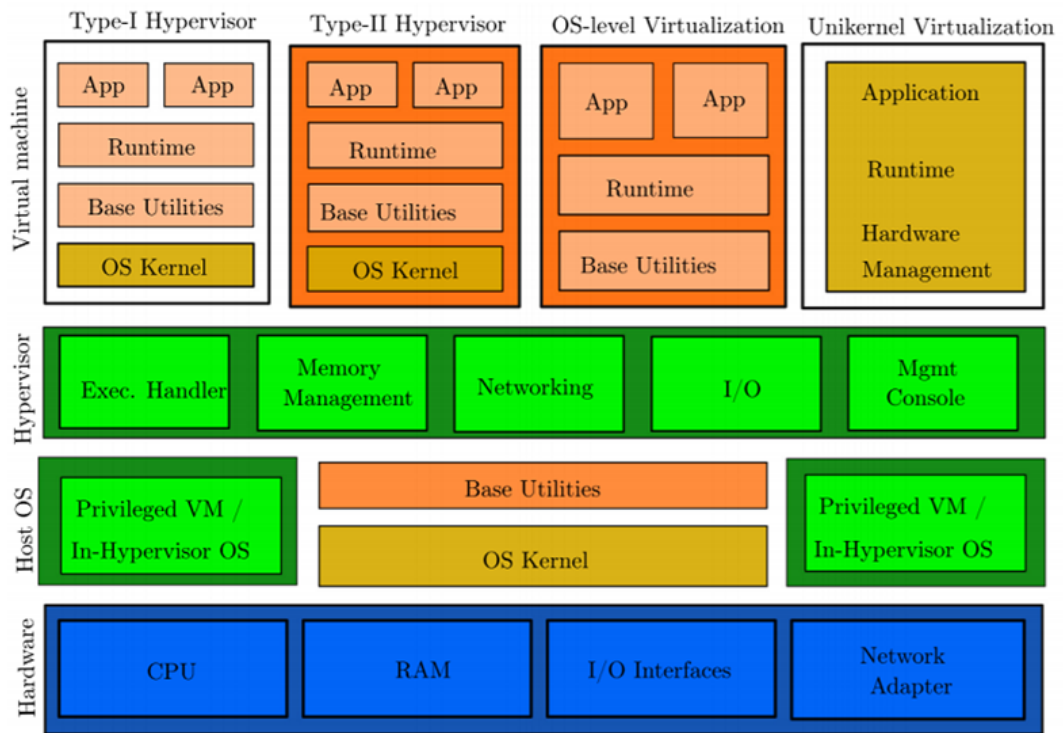 Type-I Hypervisor
Type-II Hypervisor
OS-level Virtualization
Unikernel Virtualization
Virtual machine
App
App
Runtime
Base Utilities
OS Kernel
App
App
Runtime
Base Utilities
OS Kernel
App
App
Runtime
Base Utilities
Application
Runtime
Hardware
Management
Hypervisor
Exec. Handler
Memory
Management
Networking
I/O
Mgmt
Console
Host OS
Privileged VM /
In-Hypervisor OS
Base Utilities
OS Kernel
Privileged VM /
In-Hypervisor OS
Hardware
CPU
RAM
I/O Interfaces
Network
Adapter